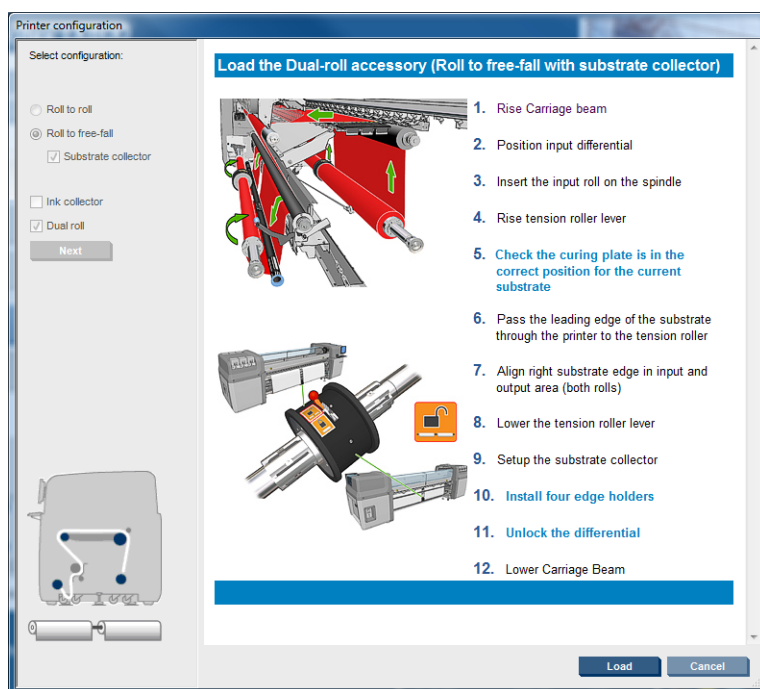 Printer configuration
Select configuration:
Roll to roll
Roll to free-fall
Substrate collector
Ink collector
Dual roll
Next
Load the Dual-roll accessory (Roll to free-fall with substrate collector)
1. Rise Carriage beam
2. Position input differential
3. Insert the input roll on the spindle
4. Rise tension roller lever
5. Check the curing plate is in the
correct position for the current
substrate
6. Pass the leading edge of the substrate
through the printer to the tension roller
7. Align right substrate edge in input and
output area (both rolls)
8. Lower the tension roller lever
9. Setup the substrate collector
10. Install four edge holders
11. Unlock the differential
12. Lower Carriage Beam
Load
Cancel